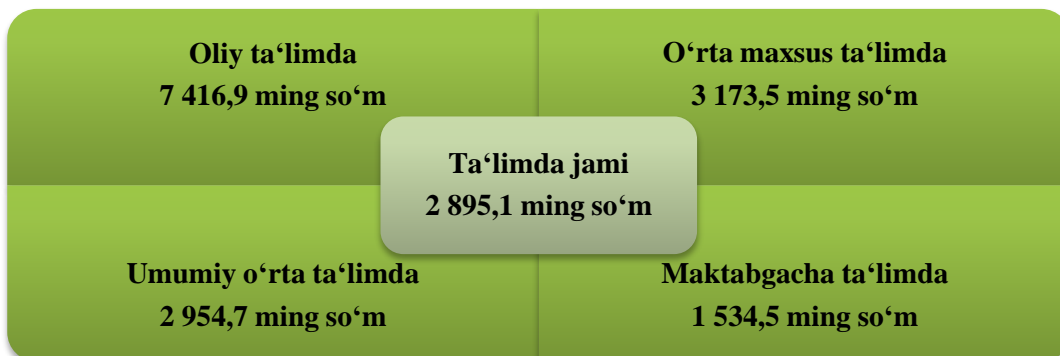 Oliy ta‘limda
7 416,9 ming so‘m
O‘rta maxsus ta‘limda
3 173,5 ming so‘m
Ta‘limda jami
2 895,1 ming so‘m
Umumiy o‘rta ta‘limda
2 954,7 ming so‘m
Maktabgacha ta‘limda
1 534,5 ming so‘m